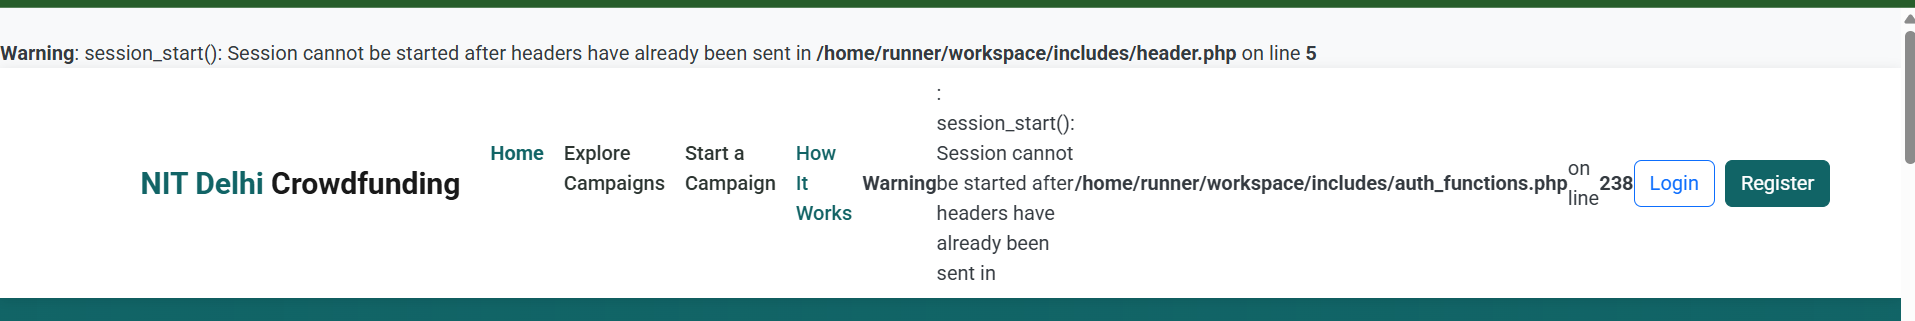 Warning: session_start(): Session cannot be started after headers have already been sent in /home/runner/workspace/includes/header.php on line 5
NIT Delhi Crowdfunding
Home
Explore
Campaigns
Start a
Campaign
How
It
Works
Warning
:
session_start():
Session cannot
be started after
headers have
already been
sent in
/home/runner/workspace/includes/auth_functions.php
on
line
238
Login
Register